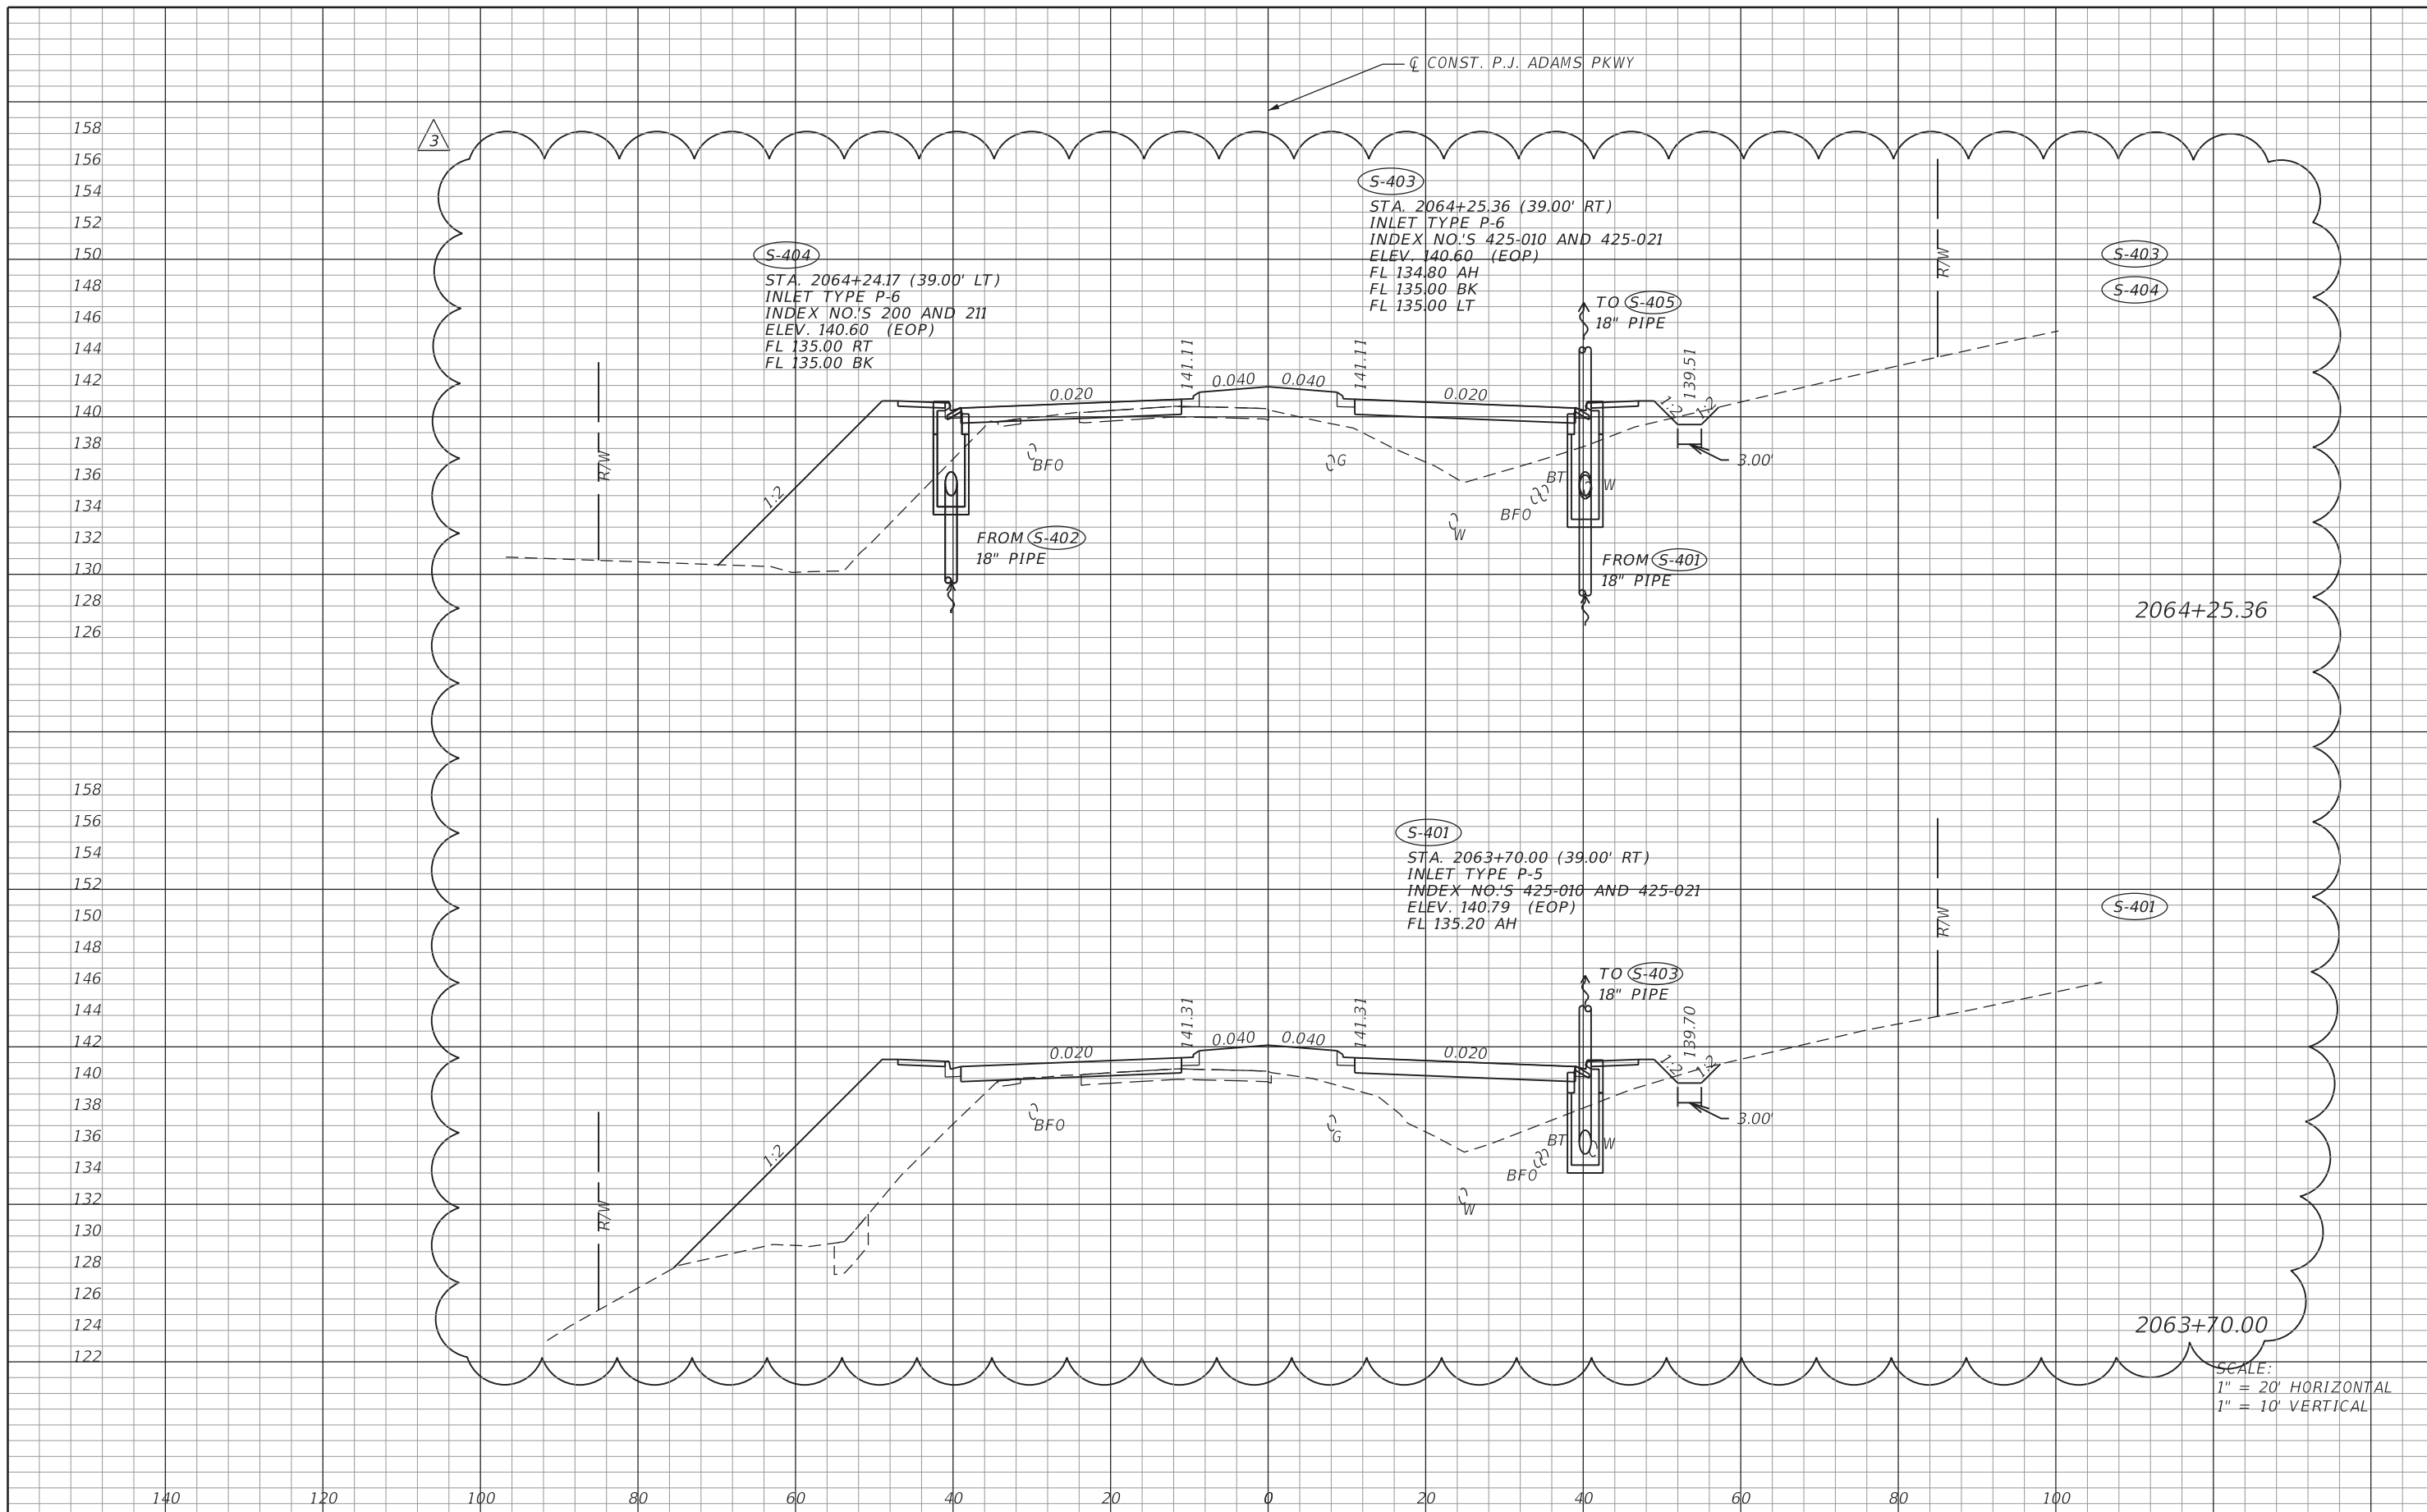 ℄ CONST. P.J. ADAMS PKWY
3
158
156
154
152
150
148
146
144
142
140
138
136
134
132
130
128
126
S-404
STA. 2064+24.17 (39.00' LT)
INLET TYPE P-6
INDEX NO.'S 200 AND 211
ELEV. 140.60 (EOP)
FL 135.00 RT
FL 135.00 BK
S-403
STA. 2064+25.36 (39.00' RT)
INLET TYPE P-6
INDEX NO.'S 425-010 AND 425-021
ELEV. 140.60 (EOP)
FL 134.80 AH
FL 135.00 BK
FL 135.00 LT
TO S-405
18" PIPE
R/W
R/W
S-403
S-404
1:2
0.020
141.11
0.040
0.040
141.11
0.020
139.51
1:2
1:2
3.00'
BFO
G
W
BT
BFO
W
FROM S-402
18" PIPE
FROM S-401
18" PIPE
2064+25.36
158
156
154
152
150
148
146
144
142
140
138
136
134
132
130
128
126
124
122
S-401
STA. 2063+70.00 (39.00' RT)
INLET TYPE P-5
INDEX NO.'S 425-010 AND 425-021
ELEV. 140.79 (EOP)
FL 135.20 AH
TO S-403
18" PIPE
R/W
R/W
S-401
1:2
0.020
141.31
0.040
0.040
141.31
0.020
139.70
1:2
1:2
3.00'
BFO
G
W
BT
BFO
W
2063+70.00
SCALE:
1" = 20' HORIZONTAL
1" = 10' VERTICAL
140 120 100 80 60 40 20 0 20 40 60 80 100